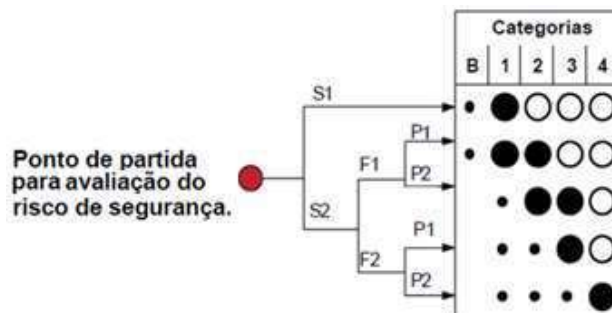 Categorias
B 1 2 3 4
S1
P1
Ponto de partida
para avaliação do
risco de segurança.
F1
P2
S2
P1
F2
P2